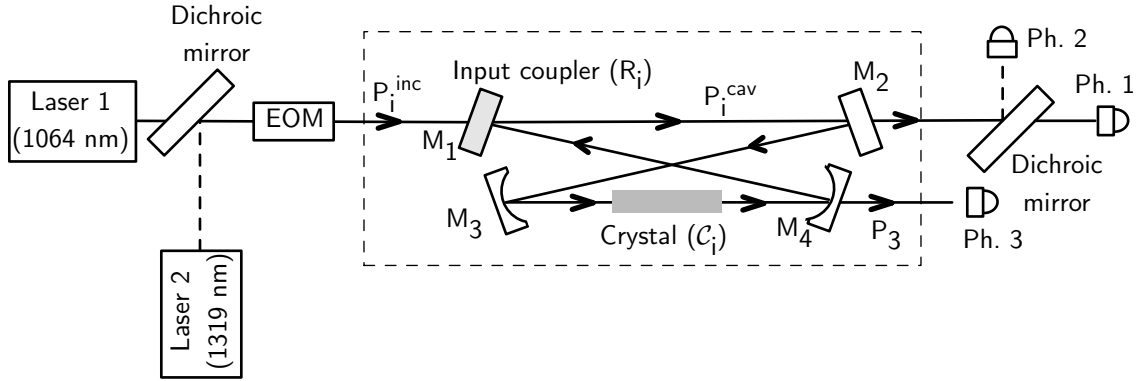 Dichroic
mirror
Laser 1
(1064 nm)
EOM
P_i^inc
Input coupler (R_i)
M_1
P_i^cav
M_2
Ph. 2
Ph. 1
Dichroic
mirror
M_3
Crystal (𝒞_i)
M_4
P_3
Ph. 3
Laser 2
(1319 nm)